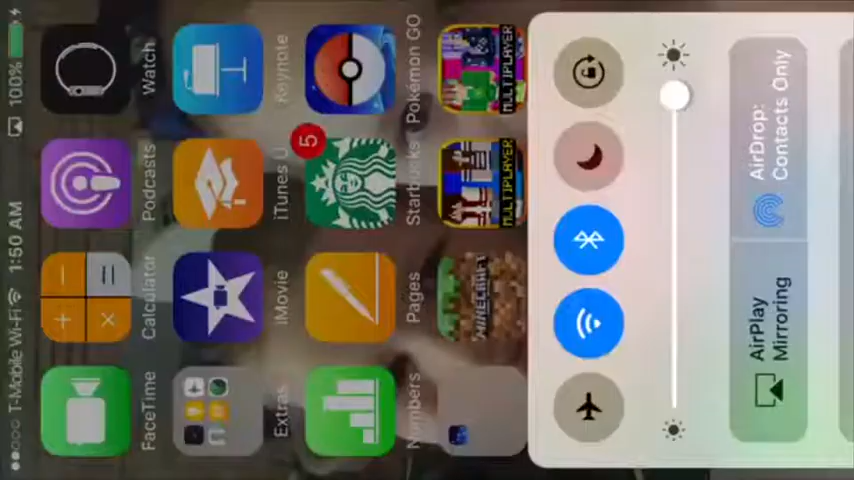 T-Mobile Wi-Fi 1:50 AM 100%
FaceTime Calculator Podcasts Watch
Extras iMovie iTunes U Keynote
5
Numbers Pages Starbucks Pokémon GO
MINECRAFT MULTIPLAYER MULTIPLAYER
AirPlay
Mirroring
AirDrop:
Contacts Only